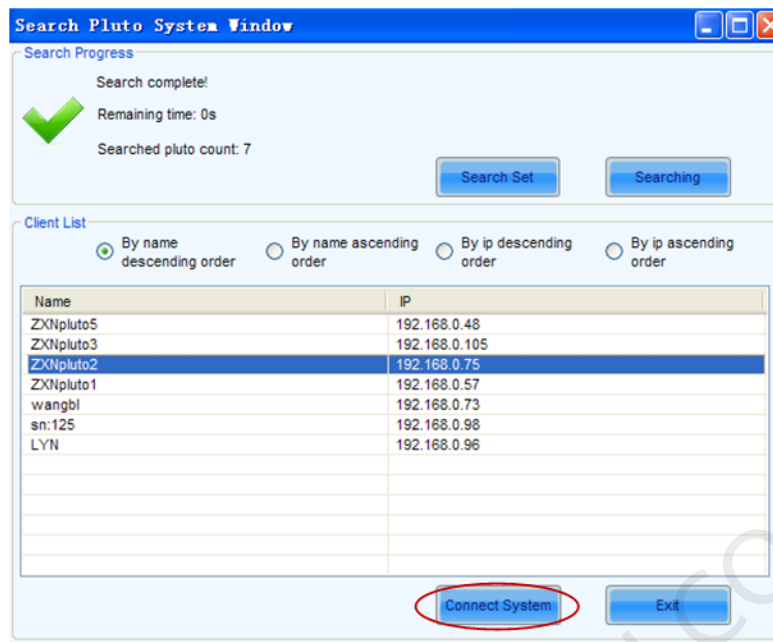 Search Pluto System Window
Search Progress
Search complete!
Remaining time: 0s
Searched pluto count: 7
Search Set
Searching
Client List
By name descending order
By name ascending order
By ip descending order
By ip ascending order
Name IP
ZXNpluto5 192.168.0.48
ZXNpluto3 192.168.0.105
ZXNpluto2 192.168.0.75
ZXNpluto1 192.168.0.57
wangbl 192.168.0.73
sn:125 192.168.0.98
LYN 192.168.0.96
Connect System
Exit